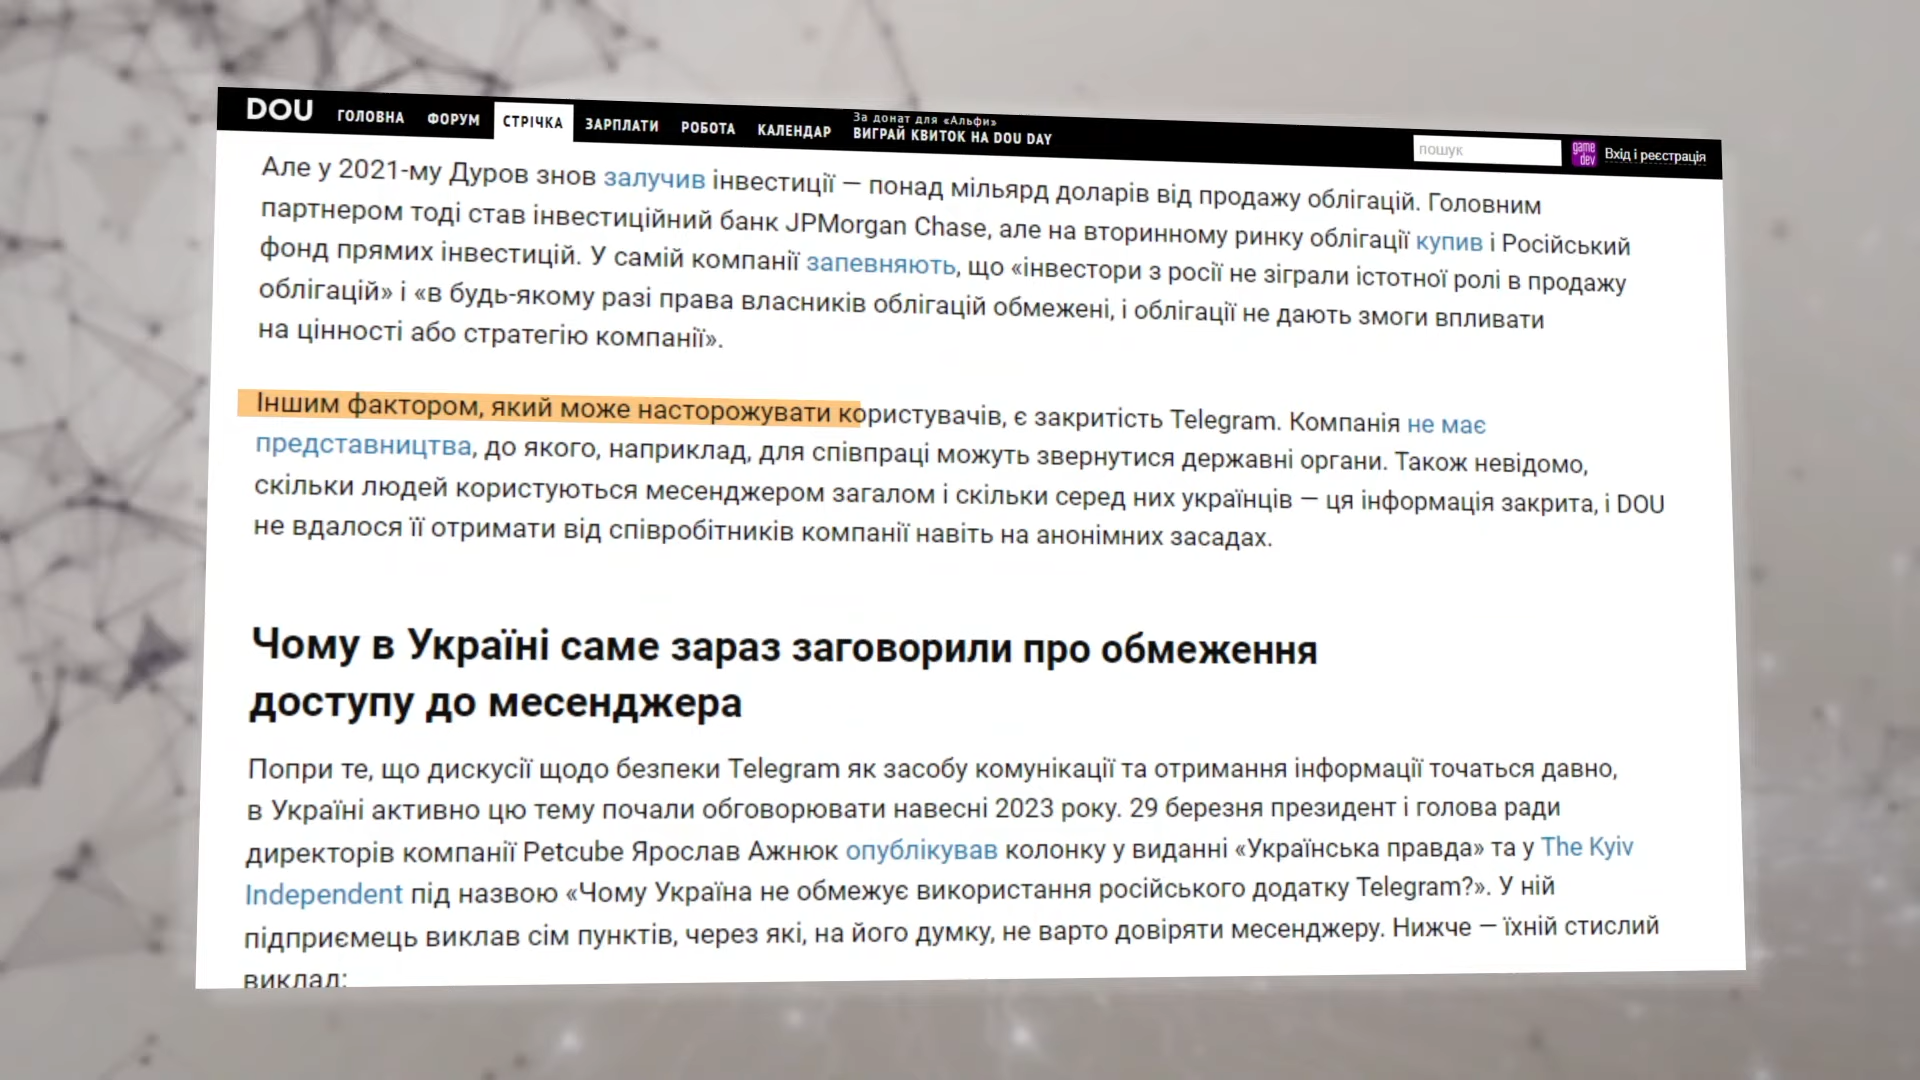 DOU ГОЛОВНА ФОРУМ СТРІЧКА ЗАРПЛАТИ РОБОТА КАЛЕНДАР
За донат для «Альфи»
ВИГРАЙ КВИТОК НА DOU DAY
пошук
game
dev
Вхід і реєстрація
Але у 2021-му Дуров знов залучив інвестиції — понад мільярд доларів від продажу облігацій. Головним
партнером тоді став інвестиційний банк JPMorgan Chase, але на вторинному ринку облігації купив і Російський
фонд прямих інвестицій. У самій компанії запевняють, що «інвестори з росії не зіграли істотної ролі в продажу
облігацій» і «в будь-якому разі права власників облігацій обмежені, і облігації не дають змоги впливати
на цінності або стратегію компанії».
Іншим фактором, який може насторожувати користувачів, є закритість Telegram. Компанія не має
представництва, до якого, наприклад, для співпраці можуть звернутися державні органи. Також невідомо,
скільки людей користуються месенджером загалом і скільки серед них українців — ця інформація закрита, і DOU
не вдалося її отримати від співробітників компанії навіть на анонімних засадах.
Чому в Україні саме зараз заговорили про обмеження
доступу до месенджера
Попри те, що дискусії щодо безпеки Telegram як засобу комунікації та отримання інформації точаться давно,
в Україні активно цю тему почали обговорювати навесні 2023 року. 29 березня президент і голова ради
директорів компанії Petcube Ярослав Ажнюк опублікував колонку у виданні «Українська правда» та у The Kyiv
Independent під назвою «Чому Україна не обмежує використання російського додатку Telegram?». У ній
підприємець виклав сім пунктів, через які, на його думку, не варто довіряти месенджеру. Нижче — їхній стислий
виклад: